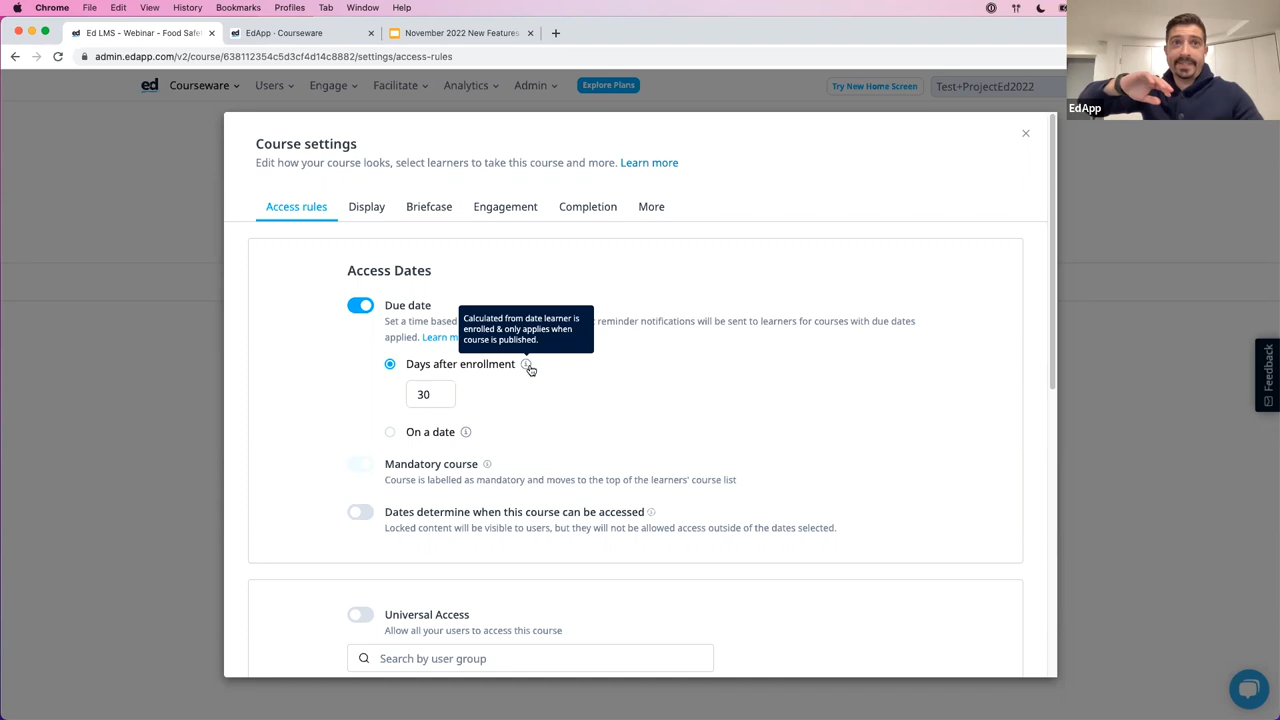 Chrome File Edit View History Bookmarks Profiles Tab Window Help
Ed LMS - Webinar - Food Safe
EdApp · Courseware
November 2022 New Features
admin.edapp.com/v2/course/638112354c5d3cf4d14c8882/settings/access-rules
ed Courseware Users Engage Facilitate Analytics Admin Explore Plans Try New Home Screen Test+ProjectEd2022
EdApp
Course settings
Edit how your course looks, select learners to take this course and more. Learn more
Access rules Display Briefcase Engagement Completion More
Access Dates
Due date
Calculated from date learner is
enrolled & only applies when
course is published.
Set a time based reminder notifications will be sent to learners for courses with due dates
applied. Learn m
Days after enrollment
30
On a date
Mandatory course
Course is labelled as mandatory and moves to the top of the learners' course list
Dates determine when this course can be accessed
Locked content will be visible to users, but they will not be allowed access outside of the dates selected.
Universal Access
Allow all your users to access this course
Search by user group
Feedback